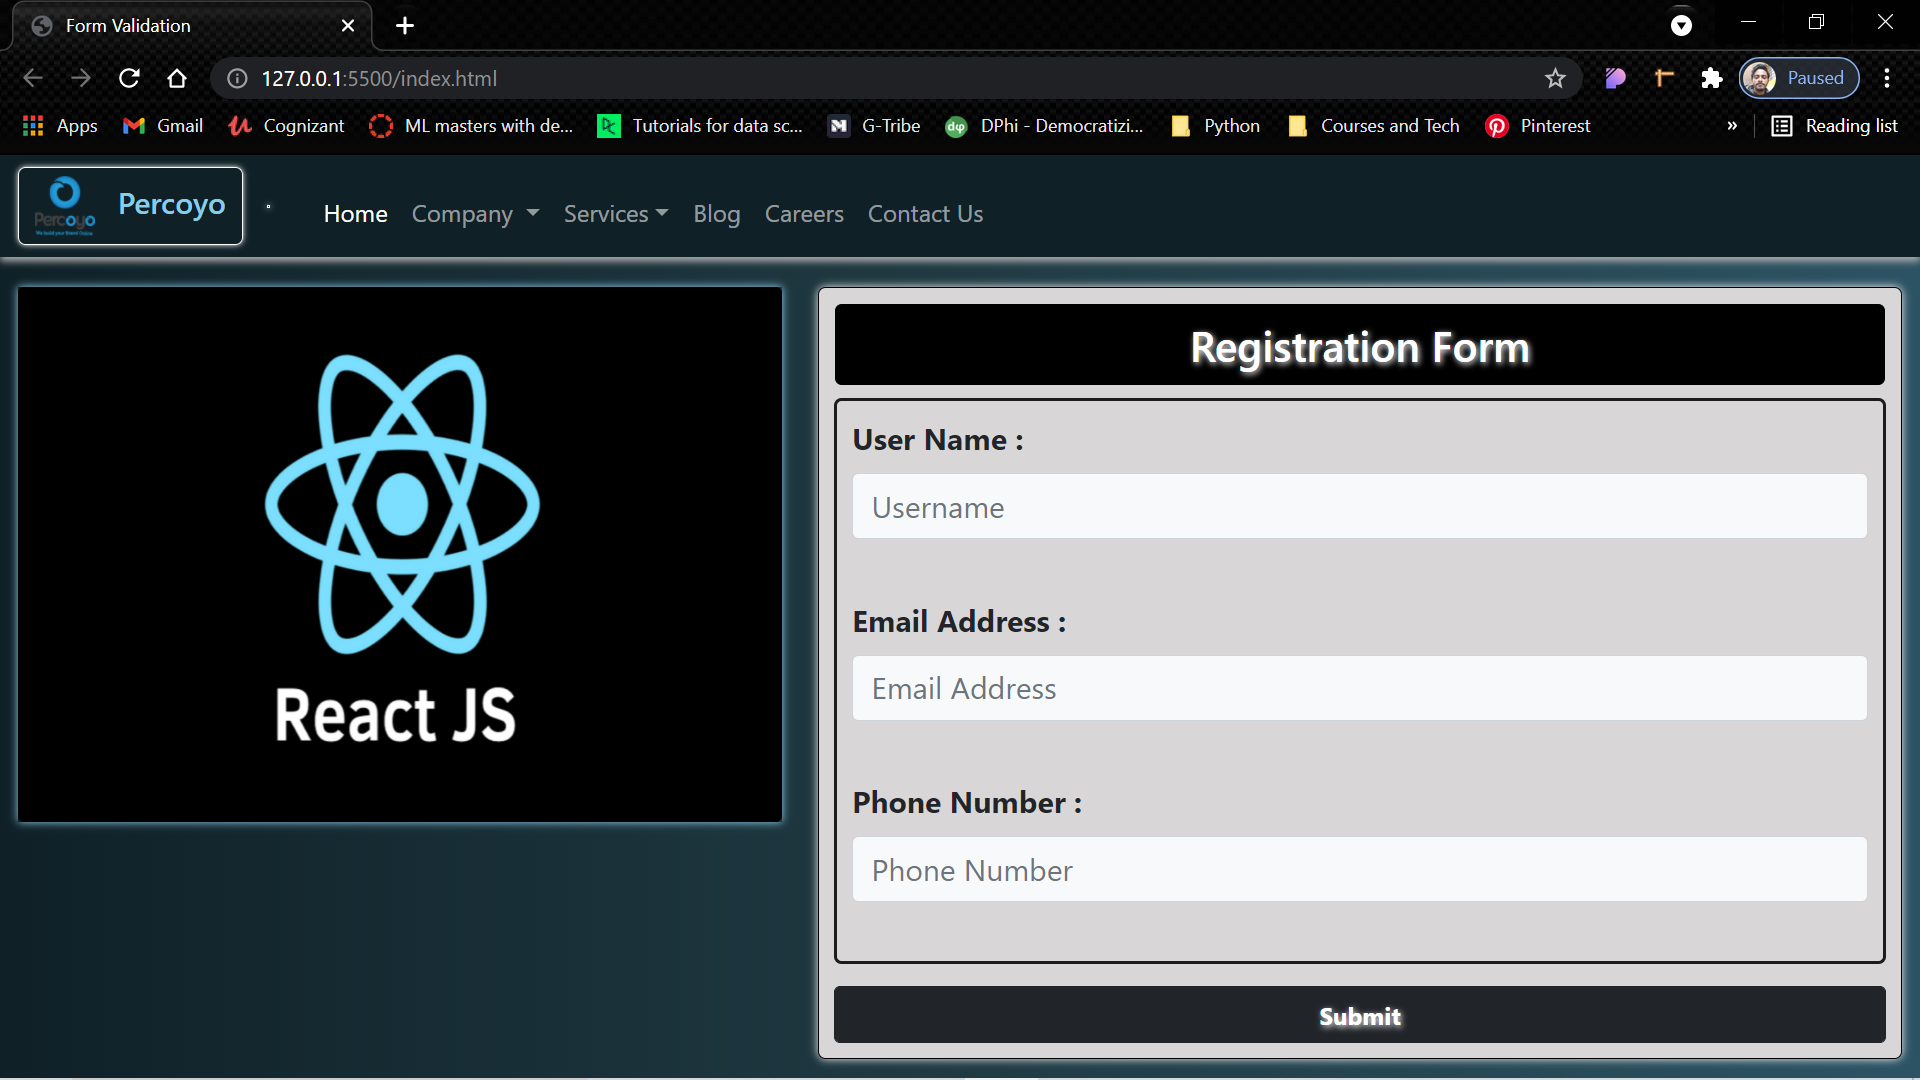 Form Validation
127.0.0.1:5500/index.html
Paused
Apps Gmail Cognizant ML masters with de... Tutorials for data sc... G-Tribe DPhi - Democratizi... Python Courses and Tech Pinterest » Reading list
Percoyo Percoyo Home Company Services Blog Careers Contact Us
React JS
Registration Form
User Name :
Username
Email Address :
Email Address
Phone Number :
Phone Number
Submit